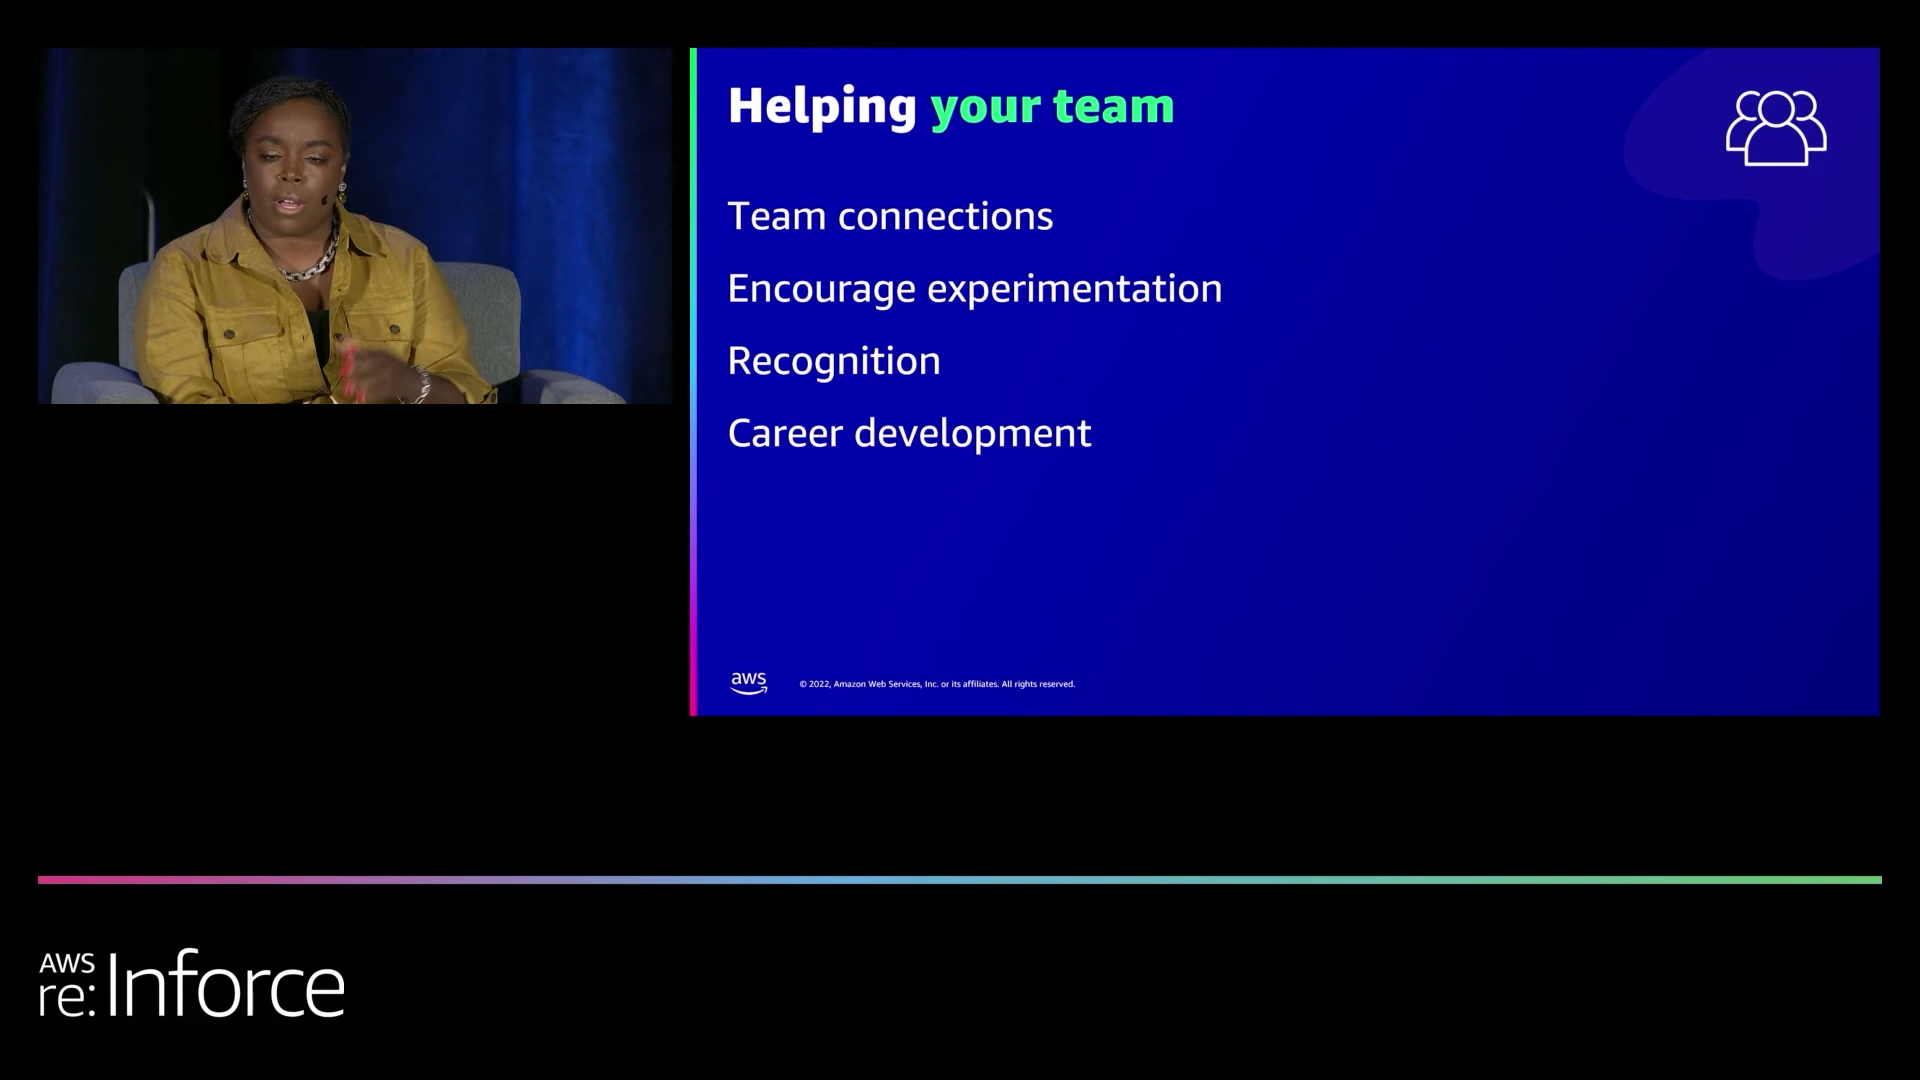 Helping your team
Team connections
Encourage experimentation
Recognition
Career development
aws
© 2022, Amazon Web Services, Inc. or its affiliates. All rights reserved.
AWS
re:Inforce